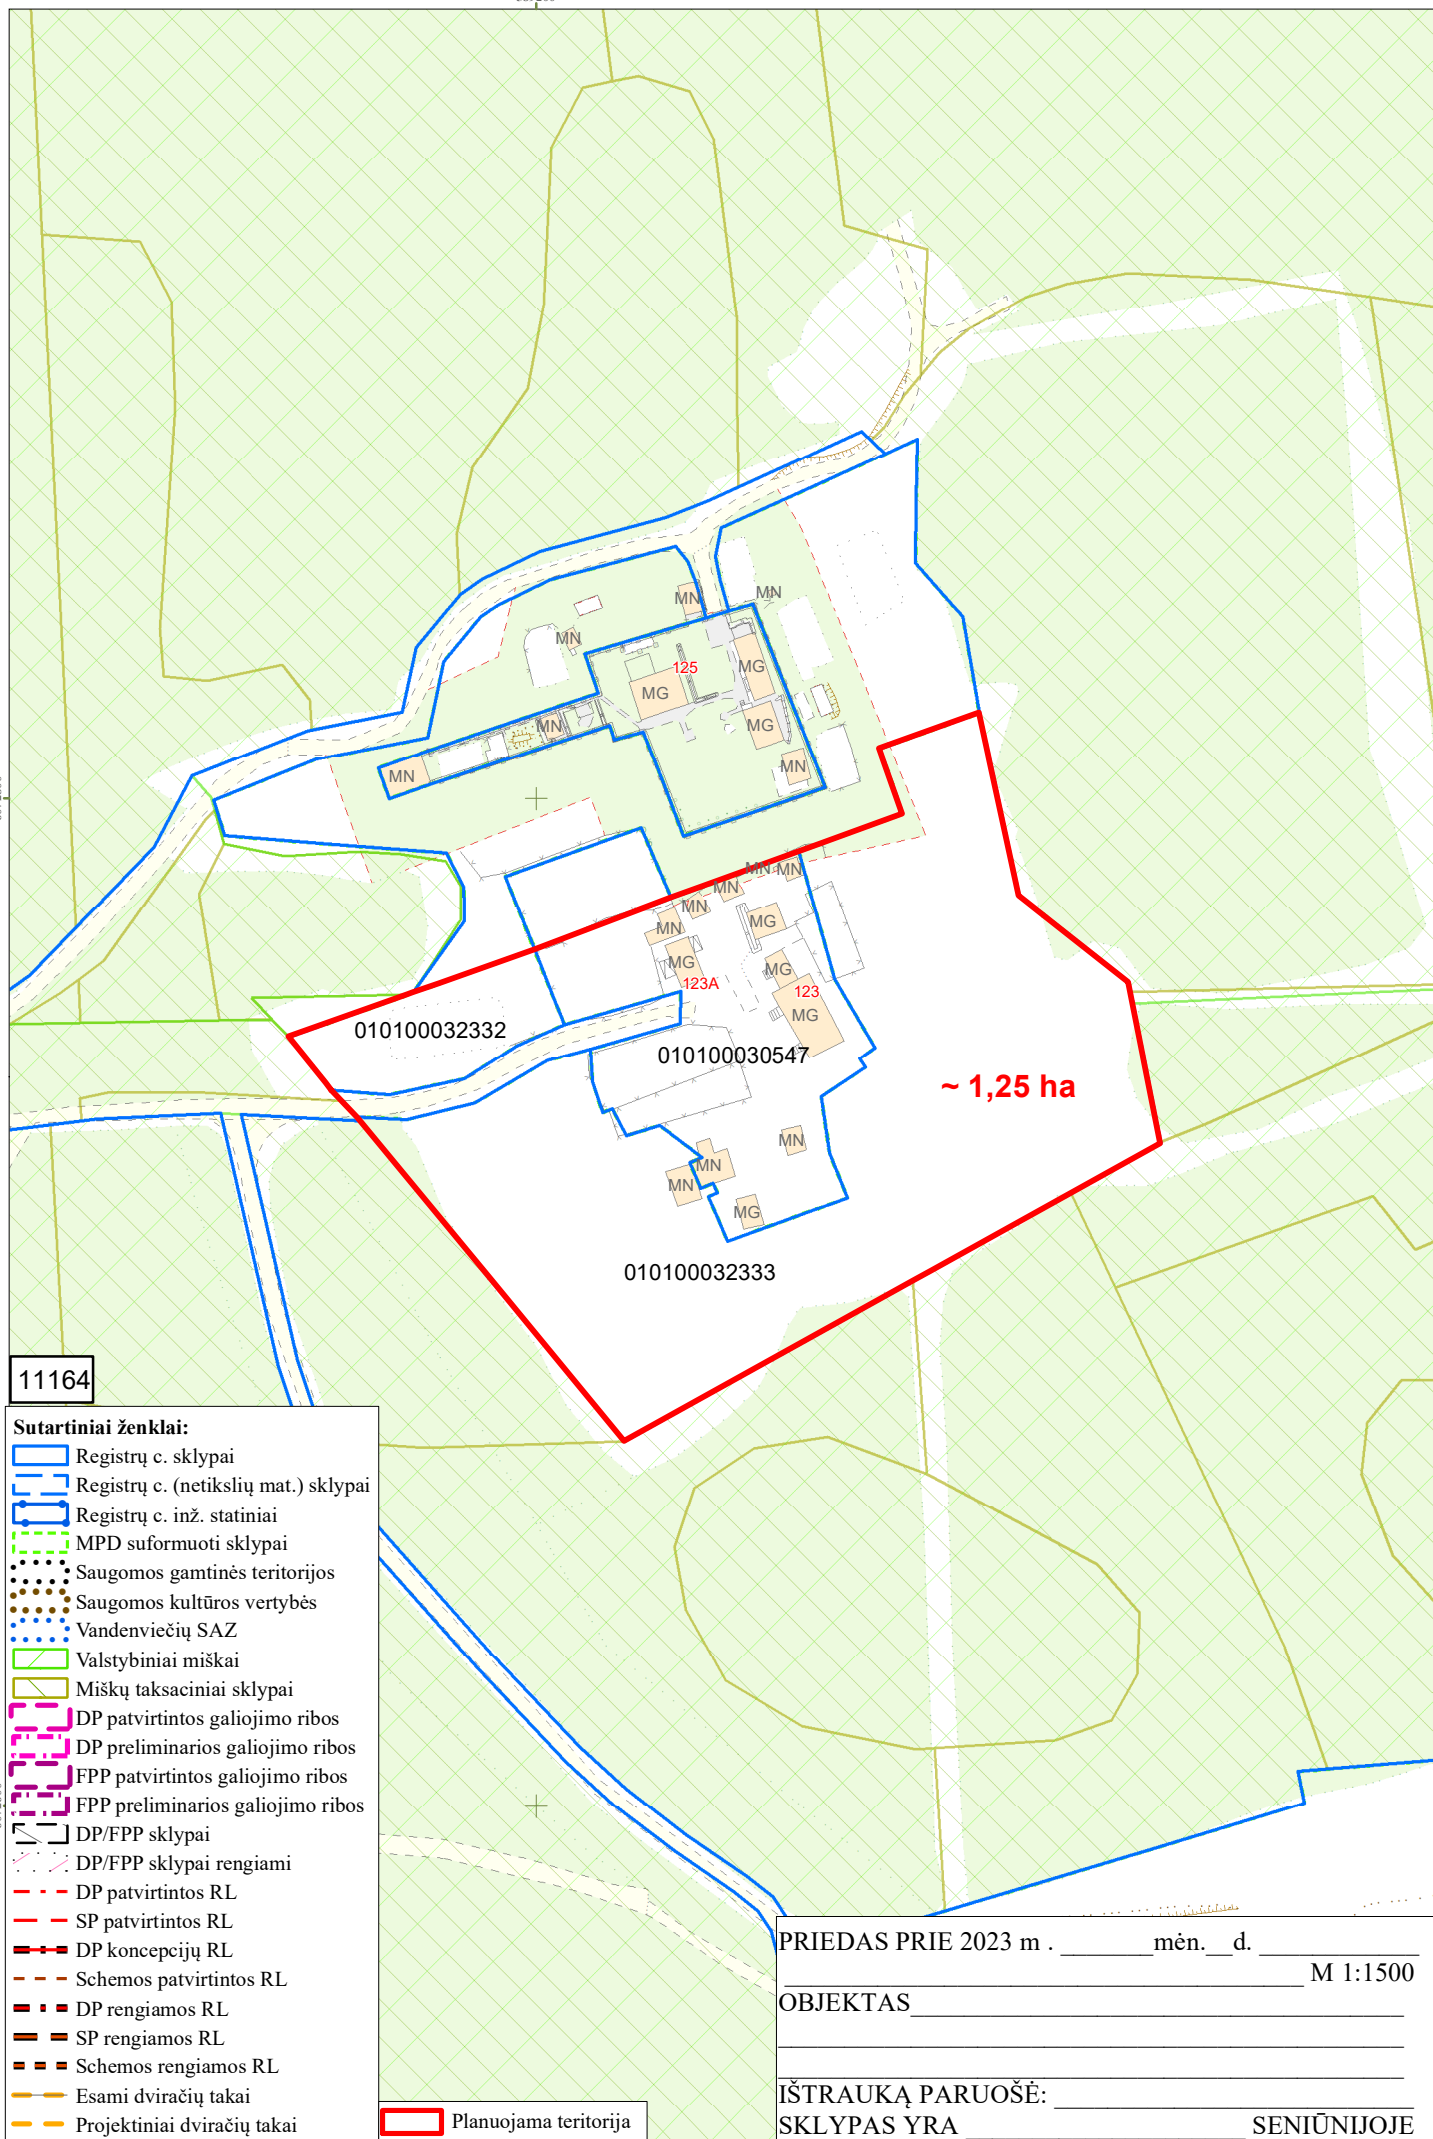 MN
MN
MN
125
MG
MG
MN
MG
MN
MN
MN
MN
MN
MN
MN
MG
MN
MG
MG
123A
123
MG
010100032332
010100030547
~ 1,25 ha
MN
MN
MN
MG
010100032333
11164
Sutartiniai ženklai:
Registrų c. sklypai
Registrų c. (netikslių mat.) sklypai
Registrų c. inž. statiniai
MPD suformuoti sklypai
Saugomos gamtinės teritorijos
Saugomos kultūros vertybės
Vandenviečių SAZ
Valstybiniai miškai
Miškų taksaciniai sklypai
DP patvirtintos galiojimo ribos
DP preliminarios galiojimo ribos
FPP patvirtintos galiojimo ribos
FPP preliminarios galiojimo ribos
DP/FPP sklypai
DP/FPP sklypai rengiami
DP patvirtintos RL
SP patvirtintos RL
DP koncepcijų RL
Schemos patvirtintos RL
DP rengiamos RL
SP rengiamos RL
Schemos rengiamos RL
Esami dviračių takai
Projektiniai dviračių takai
Planuojama teritorija
PRIEDAS PRIE 2023 m . _______mėn.__d. ____________
_______________________________________ M 1:1500
OBJEKTAS_____________________________________
IŠTRAUKĄ PARUOŠĖ: ___________________________
SKLYPAS YRA _____________________ SENIŪNIJOJE